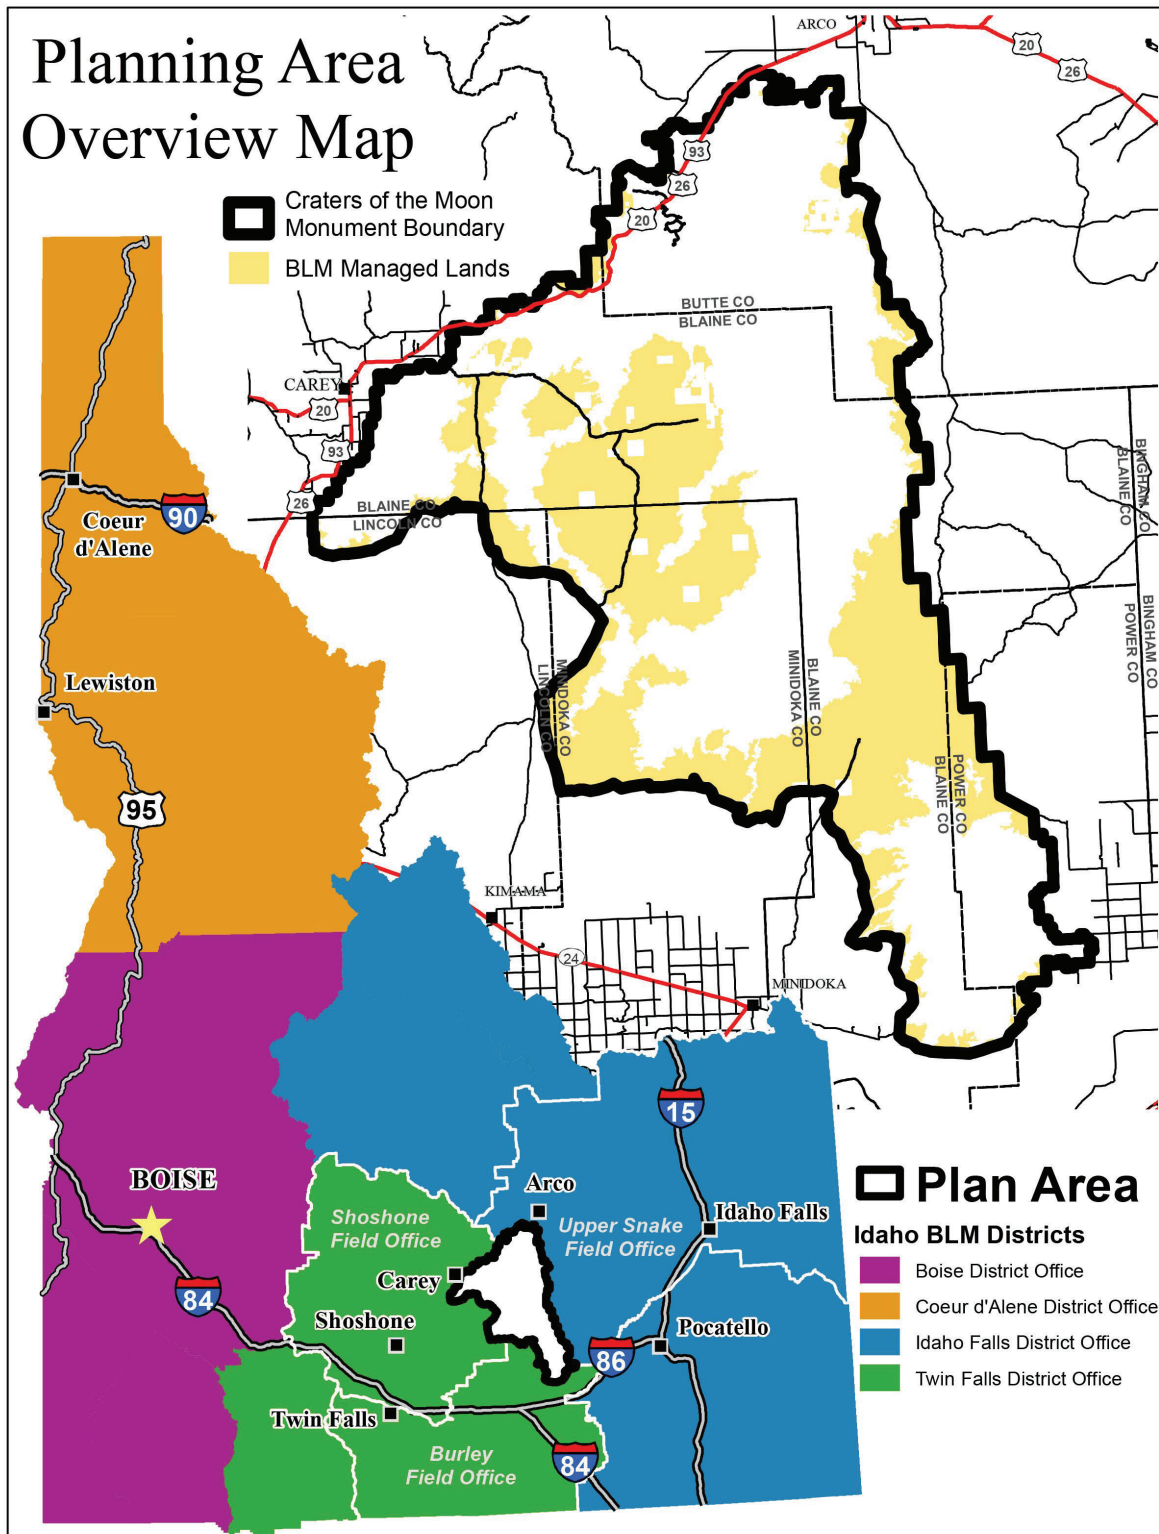 Planning Area
Overview Map
Craters of the Moon
Monument Boundary
BLM Managed Lands
ARCO
20
26
93
26
20
BUTTE CO
BLAINE CO
CAREY
20
93
26
BLAINE CO
LINCOLN CO
BINGHAM CO
BLAINE CO
BINGHAM CO
POWER CO
MINIDOKA CO
LINCOLN CO
BLAINE CO
MINIDOKA CO
POWER CO
BLAINE CO
KIMAMA
24
MINIDOKA
90
Coeur
d'Alene
Lewiston
95
BOISE
84
Shoshone
Field Office
Carey
Shoshone
Twin Falls
Burley
Field Office
84
Arco
Upper Snake
Field Office
15
Idaho Falls
86
Pocatello
Plan Area
Idaho BLM Districts
Boise District Office
Coeur d'Alene District Office
Idaho Falls District Office
Twin Falls District Office